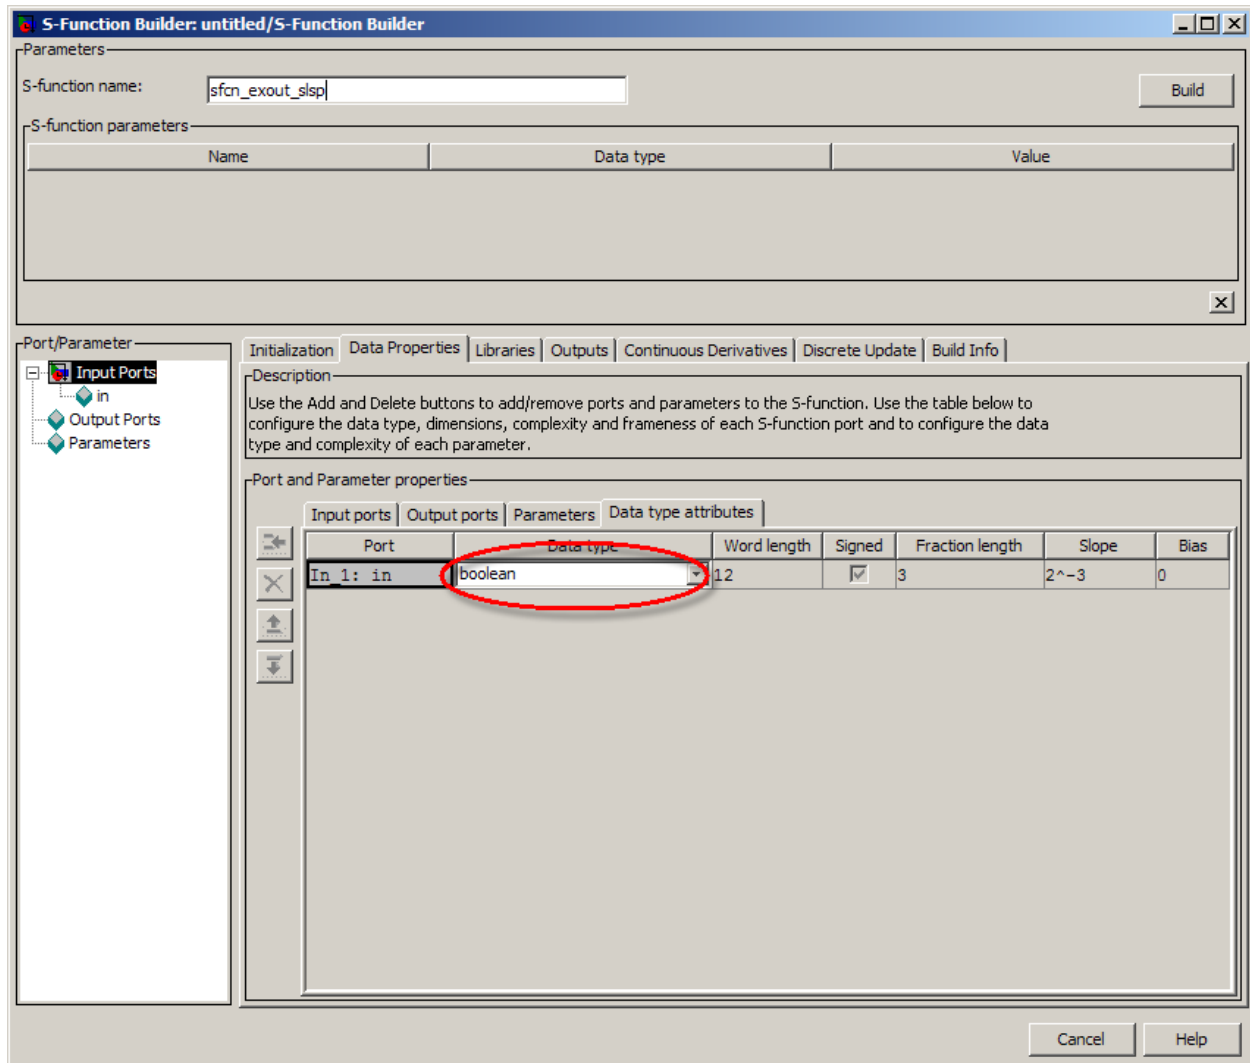 S-Function Builder: untitled/S-Function Builder
Parameters
S-function name: sfcn_exout_slsp Build
S-function parameters
Name Data type Value
Port/Parameter
Input Ports
in
Output Ports
Parameters
Initialization Data Properties Libraries Outputs Continuous Derivatives Discrete Update Build Info
Description
Use the Add and Delete buttons to add/remove ports and parameters to the S-function. Use the table below to
configure the data type, dimensions, complexity and frameness of each S-function port and to configure the data
type and complexity of each parameter.
Port and Parameter properties
Input ports Output ports Parameters Data type attributes
Port Data type Word length Signed Fraction length Slope Bias
In_1: in boolean 12 3 2^-3 0
Cancel Help